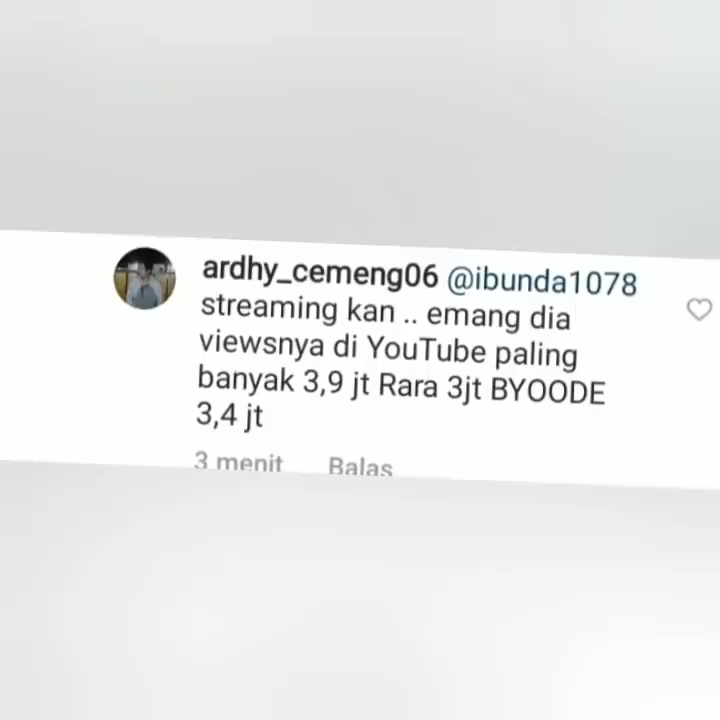 ardhy_cemeng06 @ibunda1078
streaming kan .. emang dia
viewsnya di YouTube paling
banyak 3,9 jt Rara 3jt BYOODE
3,4 jt
3 menit Balas